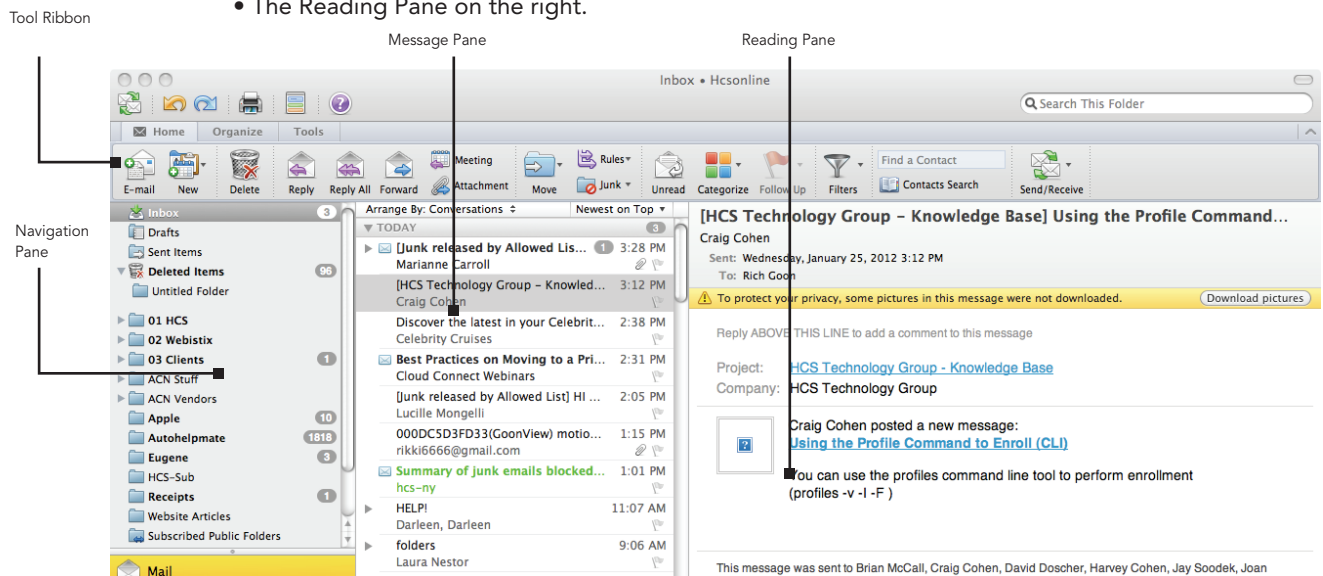 • The Reading Pane on the right.
Tool Ribbon
Message Pane
Reading Pane
Inbox • Hcsonline
Search This Folder
Home Organize Tools
E-mail New Delete Reply Reply All Forward Meeting Attachment Move Rules Junk Unread Categorize Follow Up Filters Find a Contact Contacts Search Send/Receive
Navigation
Pane
Inbox 3
Drafts
Sent Items
Deleted Items 96
Untitled Folder
01 HCS
02 Webistix
03 Clients 1
ACN Stuff
ACN Vendors
Apple 10
Autohelpmate 1818
Eugene 3
HCS-Sub
Receipts 1
Website Articles
Subscribed Public Folders
Mail
Arrange By: Conversations Newest on Top
TODAY 3
[Junk released by Allowed Lis... 1 3:28 PM
Marianne Carroll
[HCS Technology Group – Knowled... 3:12 PM
Craig Cohen
Discover the latest in your Celebrit... 2:38 PM
Celebrity Cruises
Best Practices on Moving to a Pri... 2:31 PM
Cloud Connect Webinars
[Junk released by Allowed List] HI ... 2:05 PM
Lucille Mongelli
000DC5D3FD33(GoonView) motio... 1:15 PM
rikki6666@gmail.com
Summary of junk emails blocked... 1:01 PM
hcs-ny
HELP! 11:07 AM
Darleen, Darleen
folders 9:06 AM
Laura Nestor
[HCS Technology Group – Knowledge Base] Using the Profile Command...
Craig Cohen
Sent: Wednesday, January 25, 2012 3:12 PM
To: Rich Goon
To protect your privacy, some pictures in this message were not downloaded. Download pictures
Reply ABOVE THIS LINE to add a comment to this message
Project: HCS Technology Group - Knowledge Base
Company: HCS Technology Group
Craig Cohen posted a new message:
Using the Profile Command to Enroll (CLI)
You can use the profiles command line tool to perform enrollment
(profiles -v -I -F )
This message was sent to Brian McCall, Craig Cohen, David Doscher, Harvey Cohen, Jay Soodek, Joan